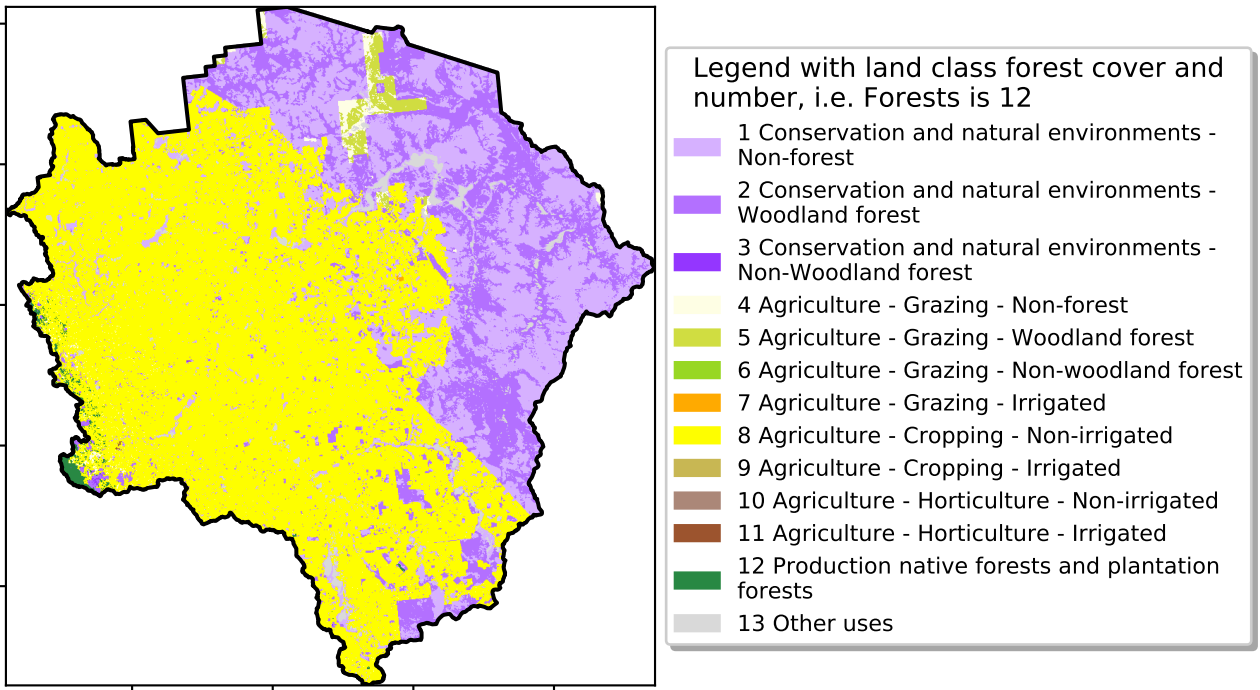 Legend with land class forest cover and
number, i.e. Forests is 12
1 Conservation and natural environments -
Non-forest
2 Conservation and natural environments -
Woodland forest
3 Conservation and natural environments -
Non-Woodland forest
4 Agriculture - Grazing - Non-forest
5 Agriculture - Grazing - Woodland forest
6 Agriculture - Grazing - Non-woodland forest
7 Agriculture - Grazing - Irrigated
8 Agriculture - Cropping - Non-irrigated
9 Agriculture - Cropping - Irrigated
10 Agriculture - Horticulture - Non-irrigated
11 Agriculture - Horticulture - Irrigated
12 Production native forests and plantation
forests
13 Other uses